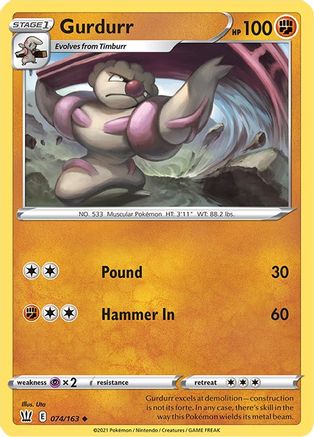 STAGE 1 Gurdurr HP 100
Evolves from Timburr
NO. 533 Muscular Pokémon HT: 3'11" WT: 88.2 lbs.
Pound 30
Hammer In 60
weakness ×2 resistance retreat
Illus. Uta
E 074/163
Gurdurr excels at demolition—construction
is not its forte. In any case, there's skill in the
way this Pokémon wields its metal beam.
©2021 Pokémon / Nintendo / Creatures / GAME FREAK